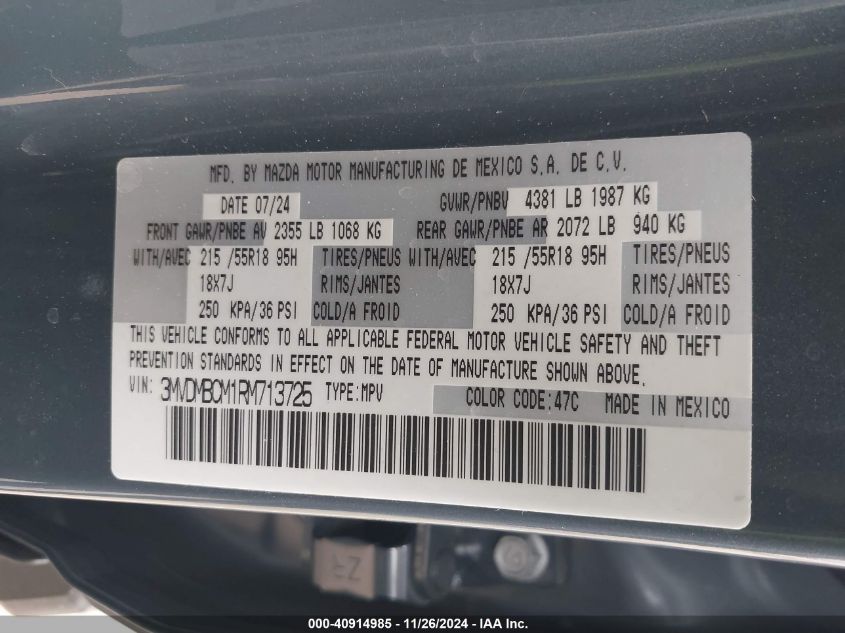 MFD. BY MAZDA MOTOR MANUFACTURING DE MEXICO S.A. DE C.V.
DATE 07/24 GVWR/PNBV 4381 LB 1987 KG
FRONT GAWR/PNBE AV 2355 LB 1068 KG REAR GAWR/PNBE AR 2072 LB 940 KG
WITH/AVEC 215 /55R18 95H TIRES/PNEUS WITH/AVEC 215 /55R18 95H TIRES/PNEUS
18X7J RIMS/JANTES 18X7J RIMS/JANTES
250 KPA/36 PSI COLD/A FROID 250 KPA/36 PSI COLD/A FROID
THIS VEHICLE CONFORMS TO ALL APPLICABLE FEDERAL MOTOR VEHICLE SAFETY AND THEFT
PREVENTION STANDARDS IN EFFECT ON THE DATE OF MANUFACTURE SHOWN ABOVE.
VIN: 3MVDMBCM1RM713725 TYPE:MPV COLOR CODE:47C MADE IN MEXICO
ZR
000-40914985 - 11/26/2024 - IAA Inc.